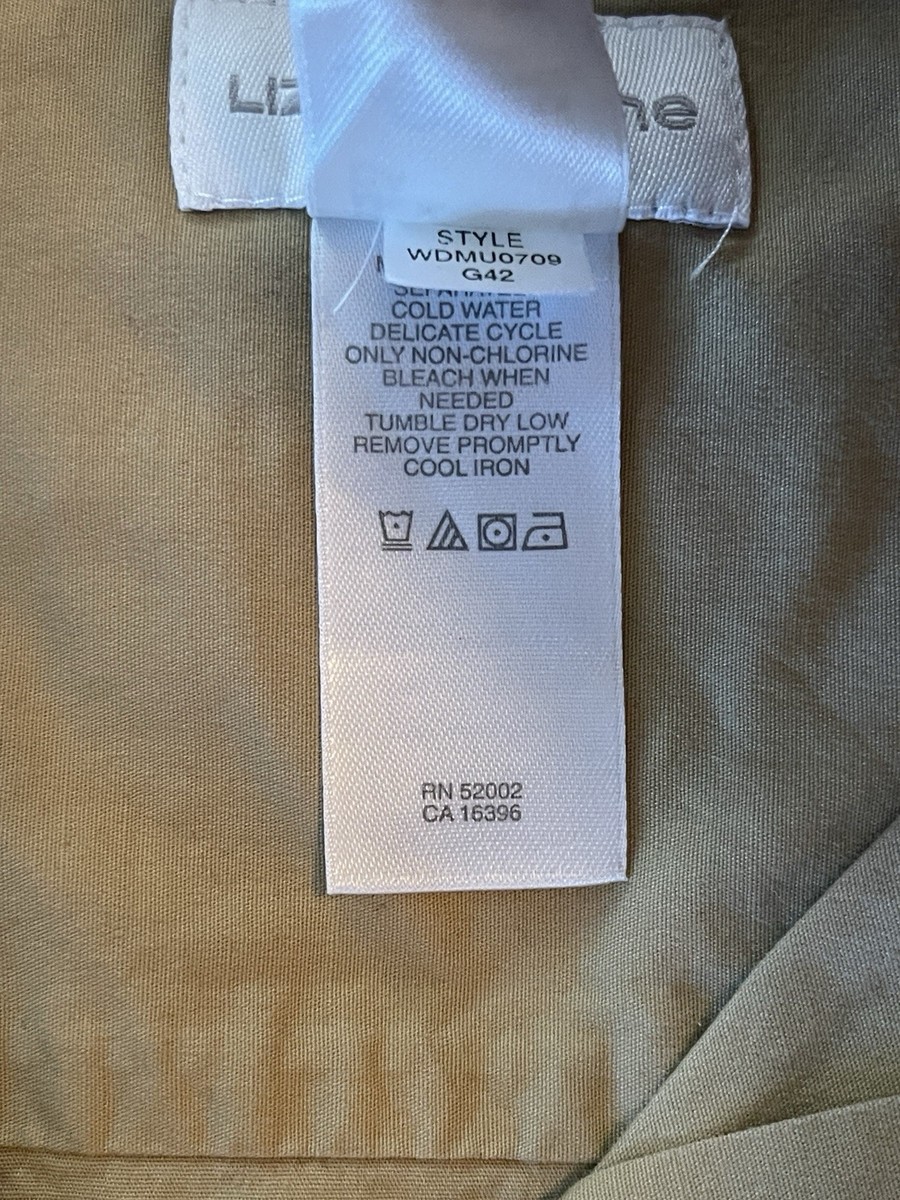 STYLE
WDMU0709
G42
COLD WATER
DELICATE CYCLE
ONLY NON-CHLORINE
BLEACH WHEN
NEEDED
TUMBLE DRY LOW
REMOVE PROMPTLY
COOL IRON
RN 52002
CA 16396